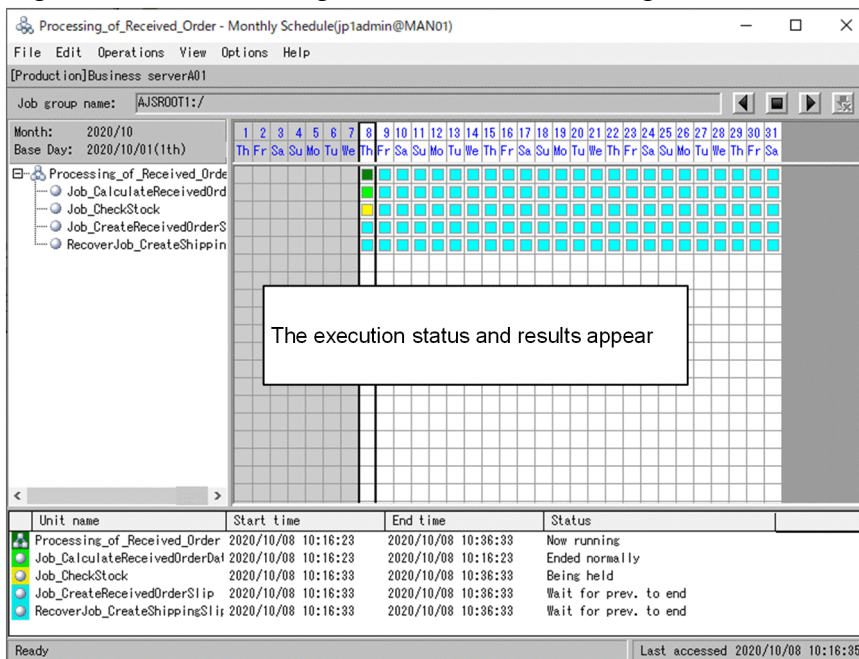 Processing_of_Received_Order - Monthly Schedule(jp1admin@MAN01)
File Edit Operations View Options Help
[Production]Business serverA01
Job group name: AJSROOT1:/
Month: 2020/10
Base Day: 2020/10/01(1th)
1 2 3 4 5 6 7 8 9 10 11 12 13 14 15 16 17 18 19 20 21 22 23 24 25 26 27 28 29 30 31
Th Fr Sa Su Mo Tu We Th Fr Sa Su Mo Tu We Th Fr Sa Su Mo Tu We Th Fr Sa Su Mo Tu We Th Fr Sa
Processing_of_Received_Orde
Job_CalculateReceivedOrd
Job_CheckStock
Job_CreateReceivedOrderS
RecoverJob_CreateShippin
The execution status and results appear
Unit name Start time End time Status
Processing_of_Received_Order 2020/10/08 10:16:23 2020/10/08 10:36:33 Now running
Job_CalculateReceivedOrderDat 2020/10/08 10:16:23 2020/10/08 10:16:23 Ended normally
Job_CheckStock 2020/10/08 10:16:33 2020/10/08 10:36:33 Being held
Job_CreateReceivedOrderSlip 2020/10/08 10:16:33 2020/10/08 10:36:33 Wait for prev. to end
RecoverJob_CreateShippingSlip 2020/10/08 10:16:33 2020/10/08 10:36:33 Wait for prev. to end
Ready Last accessed 2020/10/08 10:16:35